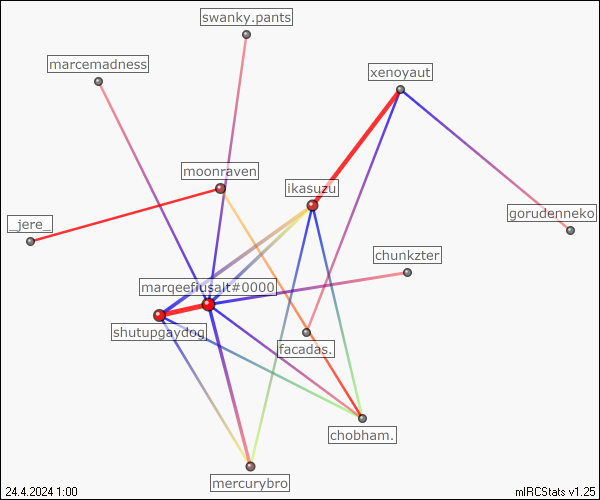 swanky.pants
marcemadness
xenoyaut
moonraven
ikasuzu
_jere_
gorudenneko
chunkzter
marqeefiusalt#0000
shutupgaydog
facadas.
chobham.
mercurybro
24.4.2024 1:00
mIRCStats v1.25